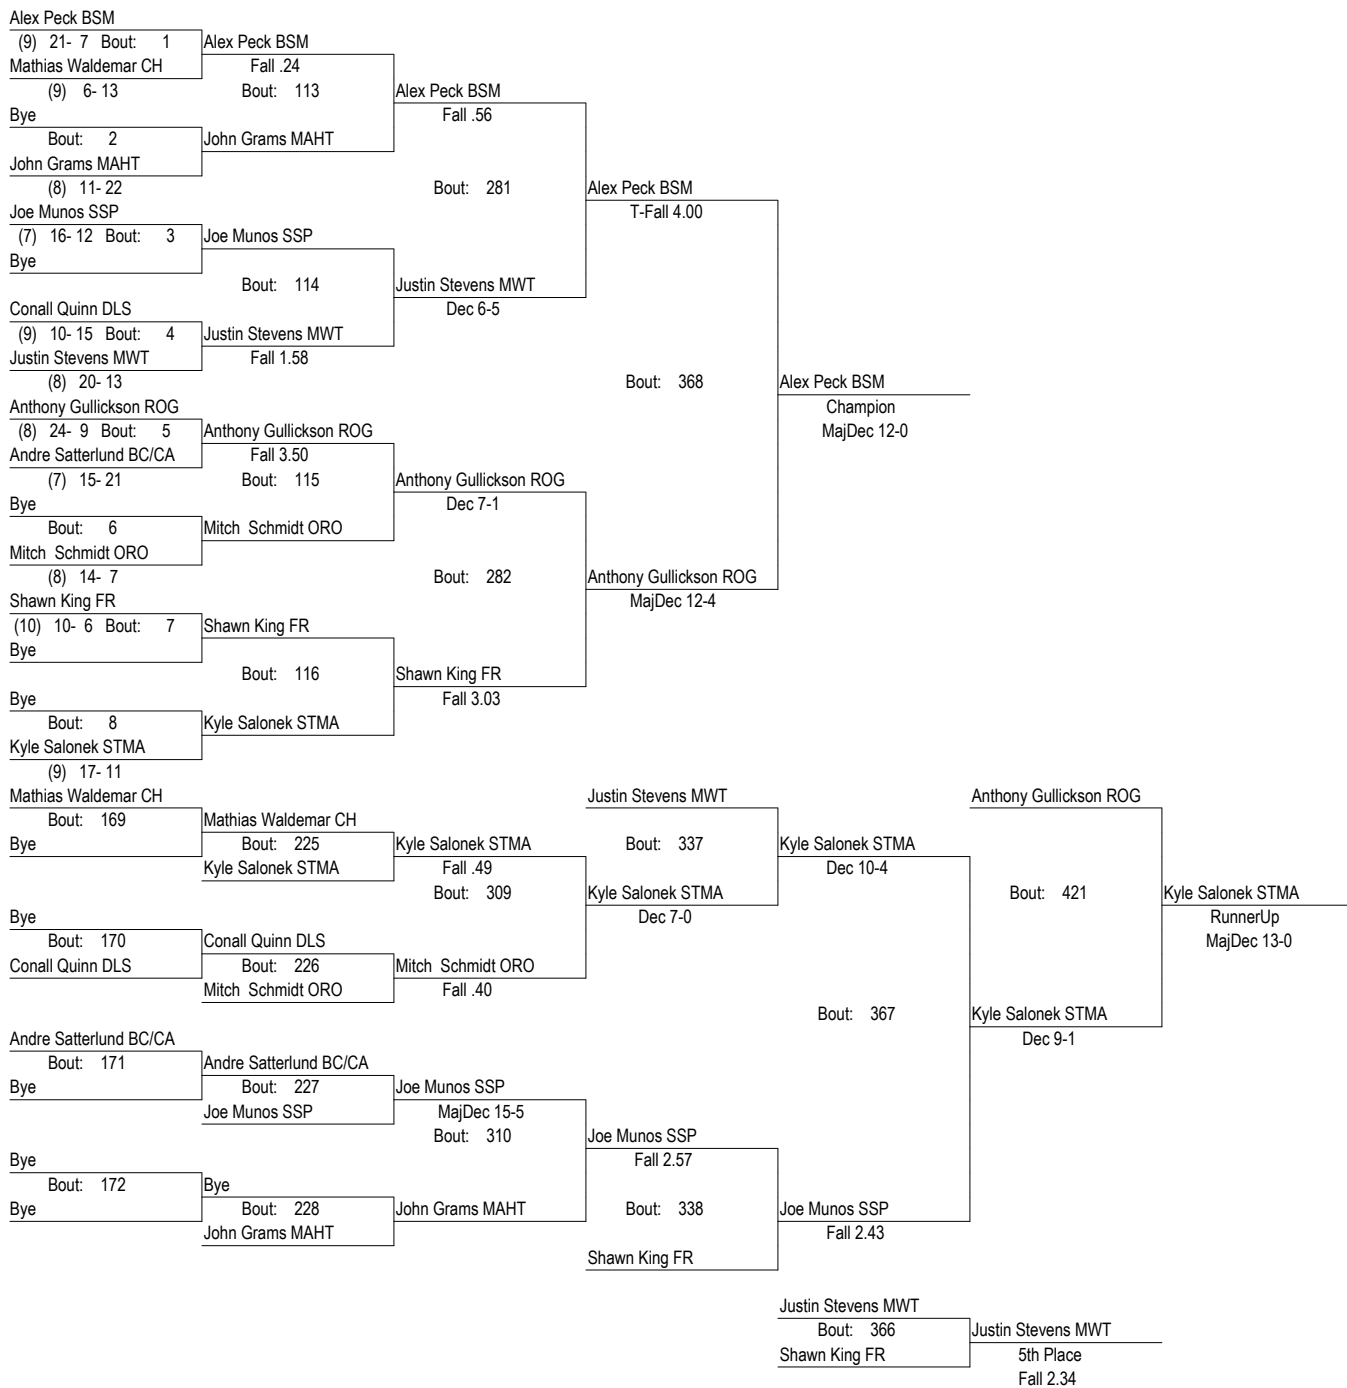 Alex Peck BSM
(9) 21- 7 Bout: 1 Alex Peck BSM
Mathias Waldemar CH Fall .24
(9) 6- 13 Bout: 113 Alex Peck BSM
Bye Fall .56
Bout: 2 John Grams MAHT
John Grams MAHT
(8) 11- 22 Bout: 281 Alex Peck BSM
Joe Munos SSP T-Fall 4.00
(7) 16- 12 Bout: 3 Joe Munos SSP
Bye
Bout: 114 Justin Stevens MWT
Conall Quinn DLS Dec 6-5
(9) 10- 15 Bout: 4 Justin Stevens MWT
Justin Stevens MWT Fall 1.58
(8) 20- 13 Bout: 368 Alex Peck BSM
Anthony Gullickson ROG Champion
(8) 24- 9 Bout: 5 Anthony Gullickson ROG MajDec 12-0
Andre Satterlund BC/CA Fall 3.50
(7) 15- 21 Bout: 115 Anthony Gullickson ROG
Bye Dec 7-1
Bout: 6 Mitch Schmidt ORO
Mitch Schmidt ORO
(8) 14- 7 Bout: 282 Anthony Gullickson ROG
Shawn King FR MajDec 12-4
(10) 10- 6 Bout: 7 Shawn King FR
Bye
Bout: 116 Shawn King FR
Bye Fall 3.03
Bout: 8 Kyle Salonek STMA
Kyle Salonek STMA
(9) 17- 11
Mathias Waldemar CH Justin Stevens MWT Anthony Gullickson ROG
Bout: 169 Mathias Waldemar CH
Bye Bout: 225 Kyle Salonek STMA Bout: 337 Kyle Salonek STMA
Kyle Salonek STMA Fall .49 Dec 10-4
Bout: 309 Kyle Salonek STMA Bout: 421 Kyle Salonek STMA
Bye Dec 7-0 RunnerUp
Bout: 170 Conall Quinn DLS MajDec 13-0
Conall Quinn DLS Bout: 226 Mitch Schmidt ORO
Mitch Schmidt ORO Fall .40
Bout: 367 Kyle Salonek STMA
Andre Satterlund BC/CA Dec 9-1
Bout: 171 Andre Satterlund BC/CA
Bye Bout: 227 Joe Munos SSP
Joe Munos SSP MajDec 15-5
Bout: 310 Joe Munos SSP
Bye Fall 2.57
Bout: 172 Bye
Bye Bout: 228 John Grams MAHT Bout: 338 Joe Munos SSP
John Grams MAHT Fall 2.43
Shawn King FR
Justin Stevens MWT
Bout: 366 Justin Stevens MWT
Shawn King FR 5th Place
Fall 2.34